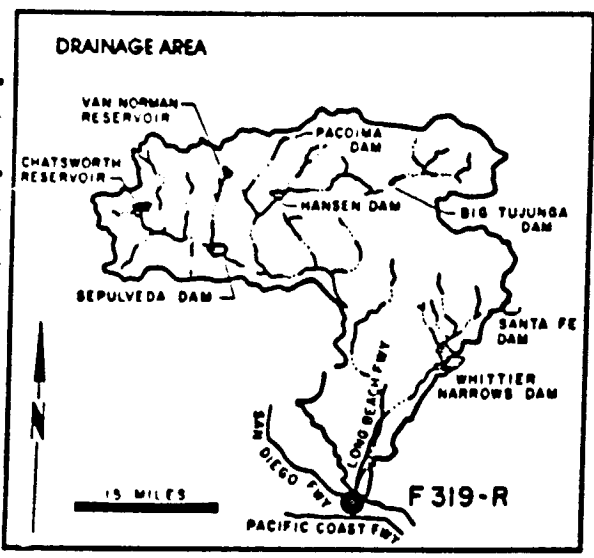 DRAINAGE AREA
VAN NORMAN
RESERVOIR
PACOIMA
DAM
CHATSWORTH
RESERVOIR
HANSEN DAM
BIG TUJUNGA
DAM
SEPULVEDA DAM
SANTA FE
DAM
WHITTIER
NARROWS DAM
LONG BEACH FWY
SAN DIEGO FWY
N
15 MILES
F 319-R
PACIFIC COAST FWY